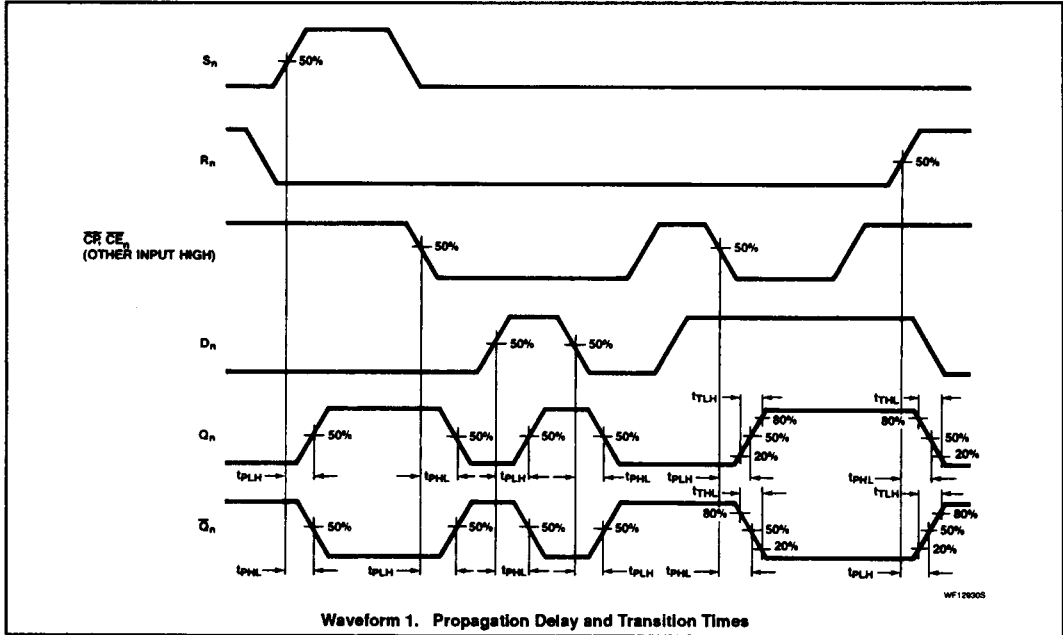 Sn
50%
Rn
50%
CP, CEn
(OTHER INPUT HIGH)
50%
50%
Dn
50%
50%
tTLH
tTHL
Qn
50%
50%
50%
50%
80%
50%
20%
80%
50%
20%
tPLH
tPHL
tPLH
tPHL
tPLH
tPHL
tTHL
tTLH
Q̅n
50%
50%
50%
50%
80%
50%
20%
80%
50%
20%
tPHL
tPLH
tPHL
tPLH
tPHL
tPLH
WF12930S
Waveform 1. Propagation Delay and Transition Times